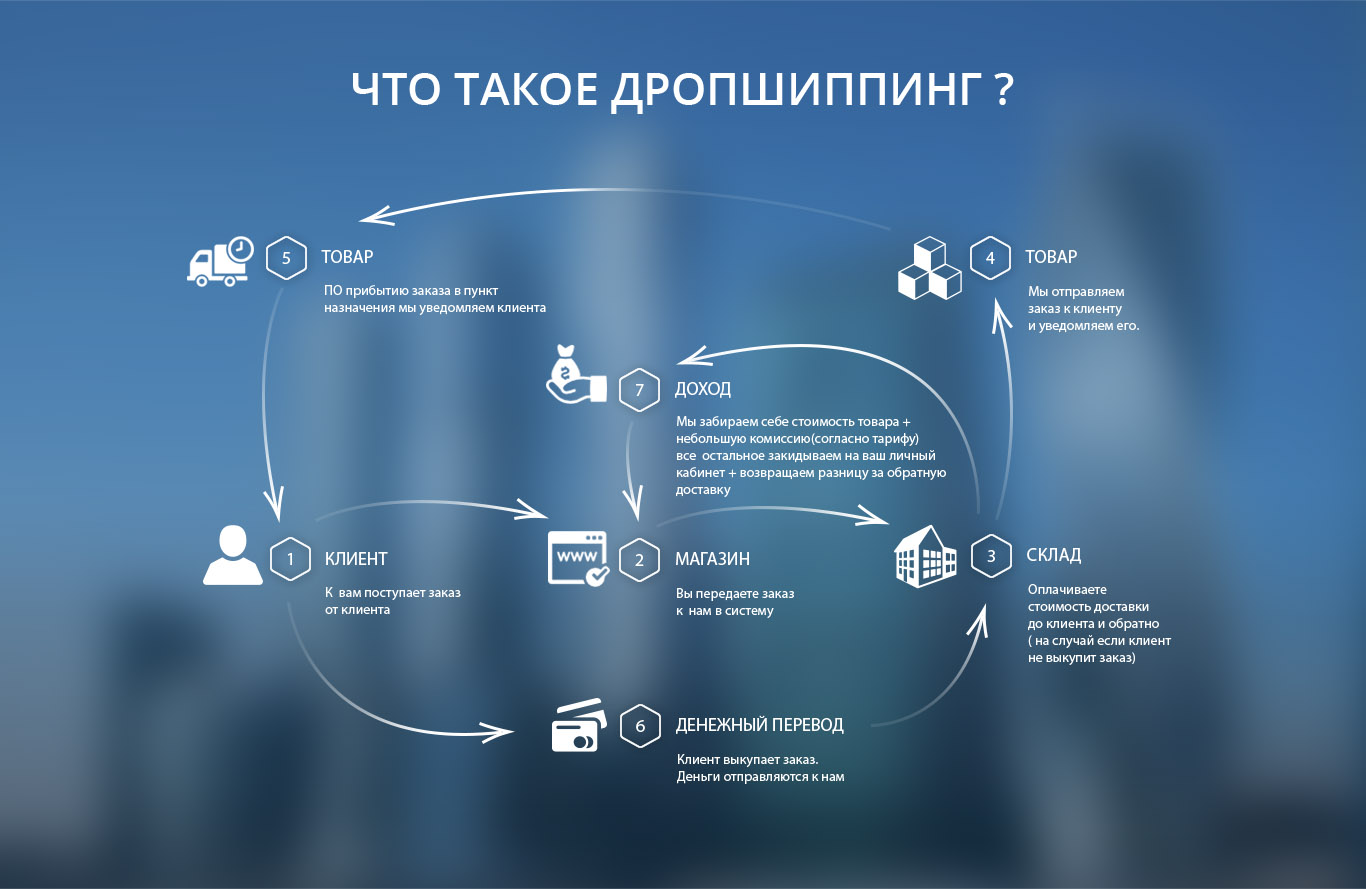 ЧТО ТАКОЕ ДРОПШИППИНГ ?
5
ТОВАР
ПО прибытию заказа в пункт
назначения мы уведомляем клиента
4
ТОВАР
Мы отправляем
заказ к клиенту
и уведомляем его.
7
ДОХОД
Мы забираем себе стоимость товара +
небольшую комиссию(согласно тарифу)
все остальное закидываем на ваш личный
кабинет + возвращаем разницу за обратную
доставку
1
КЛИЕНТ
К вам поступает заказ
от клиента
www
2
МАГАЗИН
Вы передаете заказ
к нам в систему
3
СКЛАД
Оплачиваете
стоимость доставки
до клиента и обратно
( на случай если клиент
не выкупит заказ)
6
ДЕНЕЖНЫЙ ПЕРЕВОД
Клиент выкупает заказ.
Деньги отправляются к нам